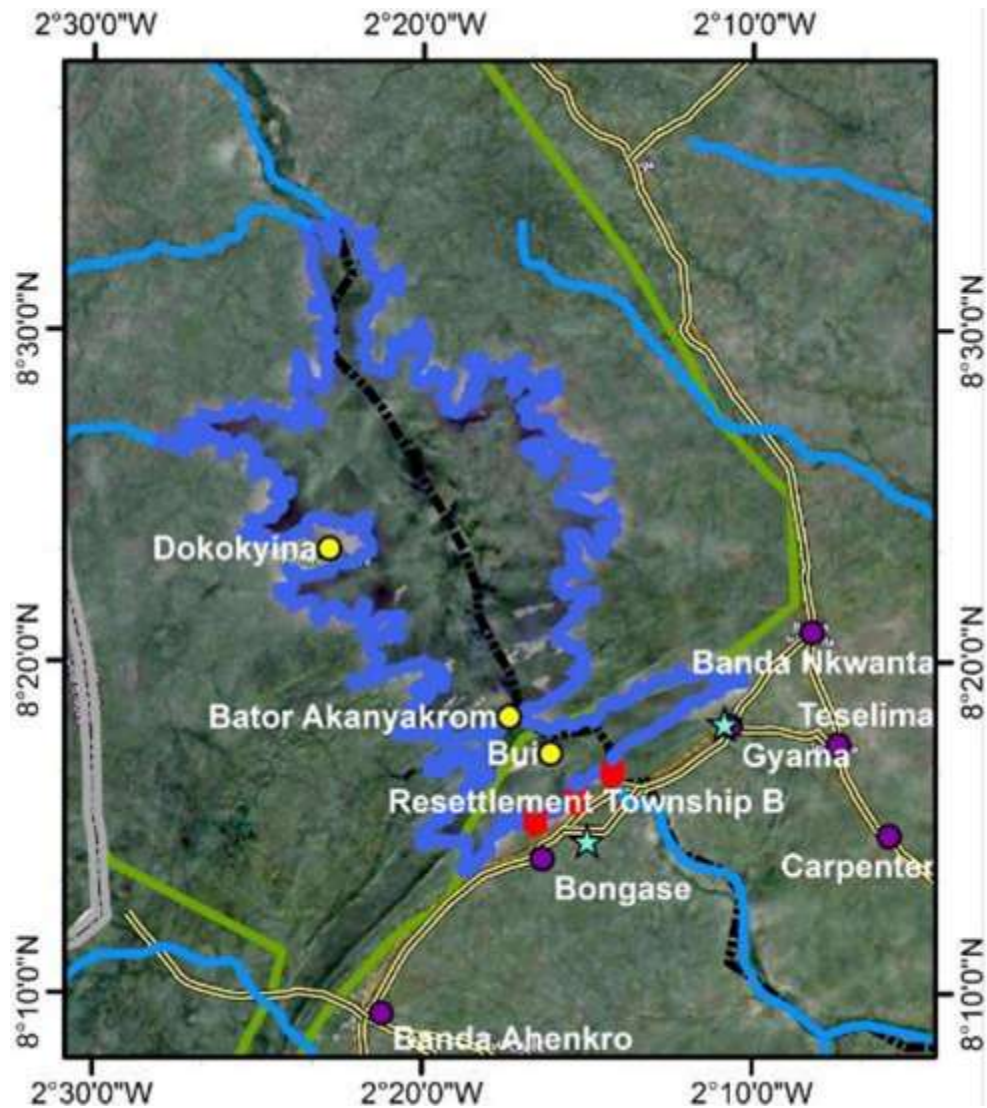 2°30'0"W 2°20'0"W 2°10'0"W
8°30'0"N 8°30'0"N
Dokokyina
8°20'0"N 8°20'0"N
Banda Nkwanta
Bator Akanyakrom Teselima
Bui Gyama
Resettlement Township B
Carpenter
Bongase
8°10'0"N 8°10'0"N
Banda Ahenkro
2°30'0"W 2°20'0"W 2°10'0"W